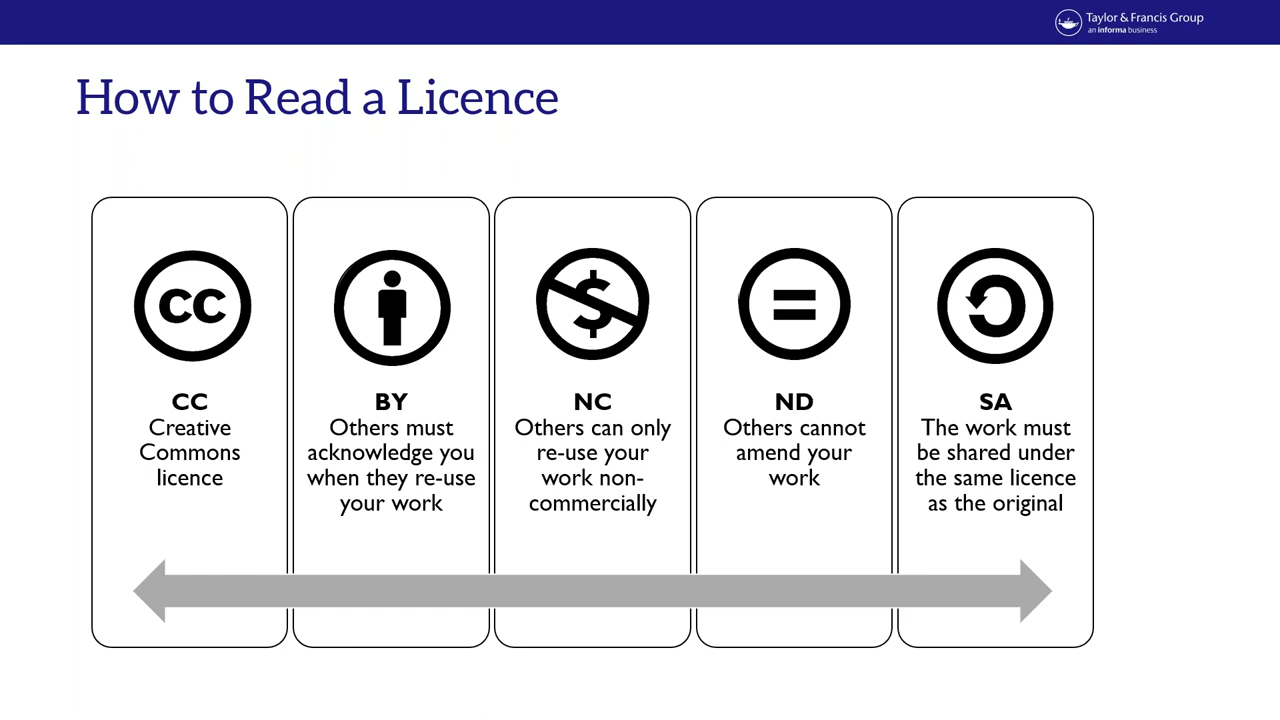 Taylor & Francis Group
an informa business
How to Read a Licence
CC
Creative
Commons
licence
BY
Others must
acknowledge you
when they re-use
your work
$
NC
Others can only
re-use your
work non-
commercially
=
ND
Others cannot
amend your
work
SA
The work must
be shared under
the same licence
as the original